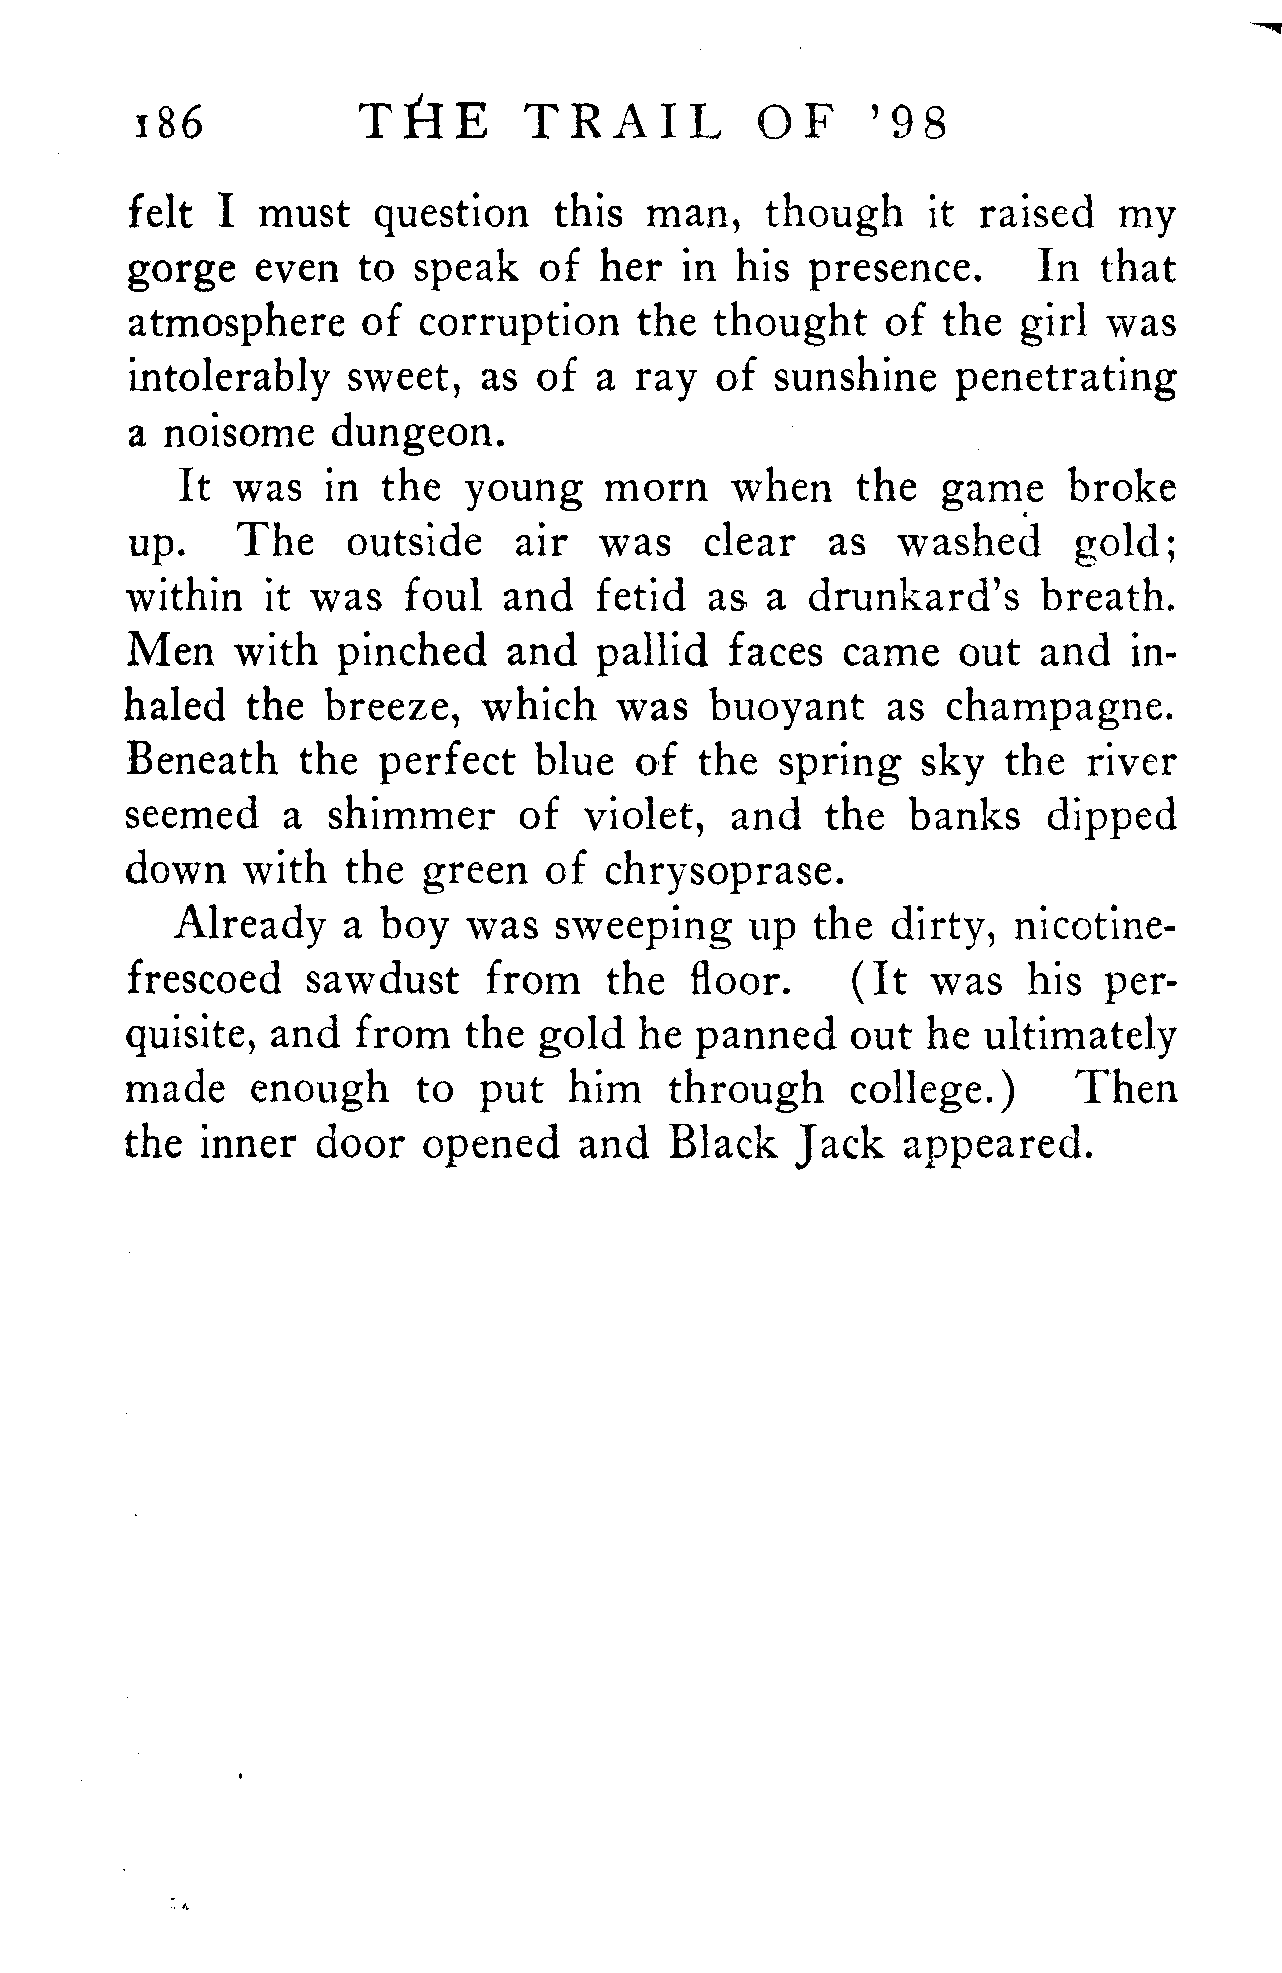 186 THE TRAIL OF '98
felt I must question this man, though it raised my
gorge even to speak of her in his presence. In that
atmosphere of corruption the thought of the girl was
intolerably sweet, as of a ray of sunshine penetrating
a noisome dungeon.
It was in the young morn when the game broke
up. The outside air was clear as washed gold;
within it was foul and fetid as a drunkard's breath.
Men with pinched and pallid faces came out and in-
haled the breeze, which was buoyant as champagne.
Beneath the perfect blue of the spring sky the river
seemed a shimmer of violet, and the banks dipped
down with the green of chrysoprase.
Already a boy was sweeping up the dirty, nicotine-
frescoed sawdust from the floor. (It was his per-
quisite, and from the gold he panned out he ultimately
made enough to put him through college.) Then
the inner door opened and Black Jack appeared.